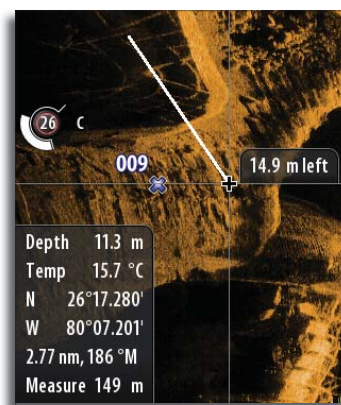 26 C
009
14.9 m left
Depth 11.3 m
Temp 15.7 °C
N 26°17.280'
W 80°07.201'
2.77 nm, 186 °M
Measure 149 m